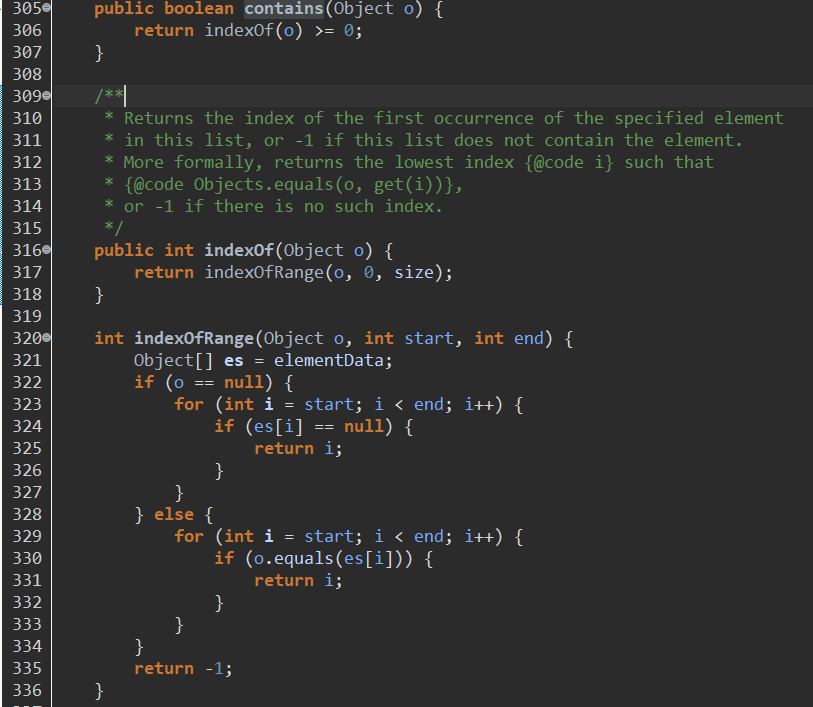 305    public boolean contains(Object o) {
306        return indexOf(o) >= 0;
307    }
308
309    /**
310     * Returns the index of the first occurrence of the specified element
311     * in this list, or -1 if this list does not contain the element.
312     * More formally, returns the lowest index {@code i} such that
313     * {@code Objects.equals(o, get(i))},
314     * or -1 if there is no such index.
315     */
316    public int indexOf(Object o) {
317        return indexOfRange(o, 0, size);
318    }
319
320    int indexOfRange(Object o, int start, int end) {
321        Object[] es = elementData;
322        if (o == null) {
323            for (int i = start; i < end; i++) {
324                if (es[i] == null) {
325                    return i;
326                }
327            }
328        } else {
329            for (int i = start; i < end; i++) {
330                if (o.equals(es[i])) {
331                    return i;
332                }
333            }
334        }
335        return -1;
336    }